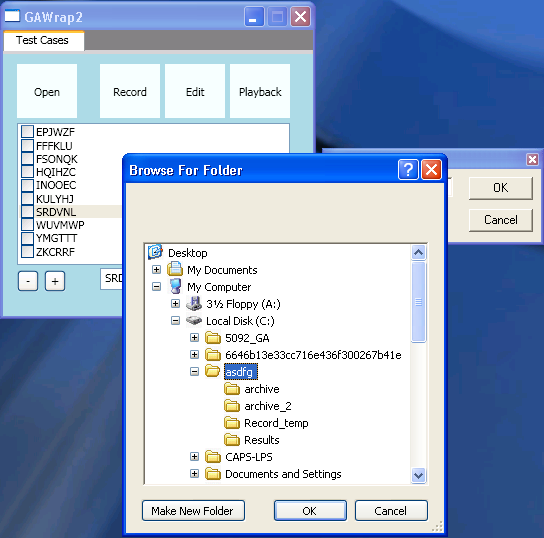 GAWrap2
Test Cases
Open Record Edit Playback
EPJWZF
FFFKLU
FSONQK
HQIHZC
INOOEC
KULYHJ
SRDVNL
WUVMWP
YMGTTT
ZKCRRF
- + SRD
OK
Cancel
Browse For Folder
Desktop
My Documents
My Computer
3½ Floppy (A:)
Local Disk (C:)
5092_GA
6646b13e33cc716e436f300267b41e
asdfg
archive
archive_2
Record_temp
Results
CAPS-LPS
Documents and Settings
Make New Folder OK Cancel